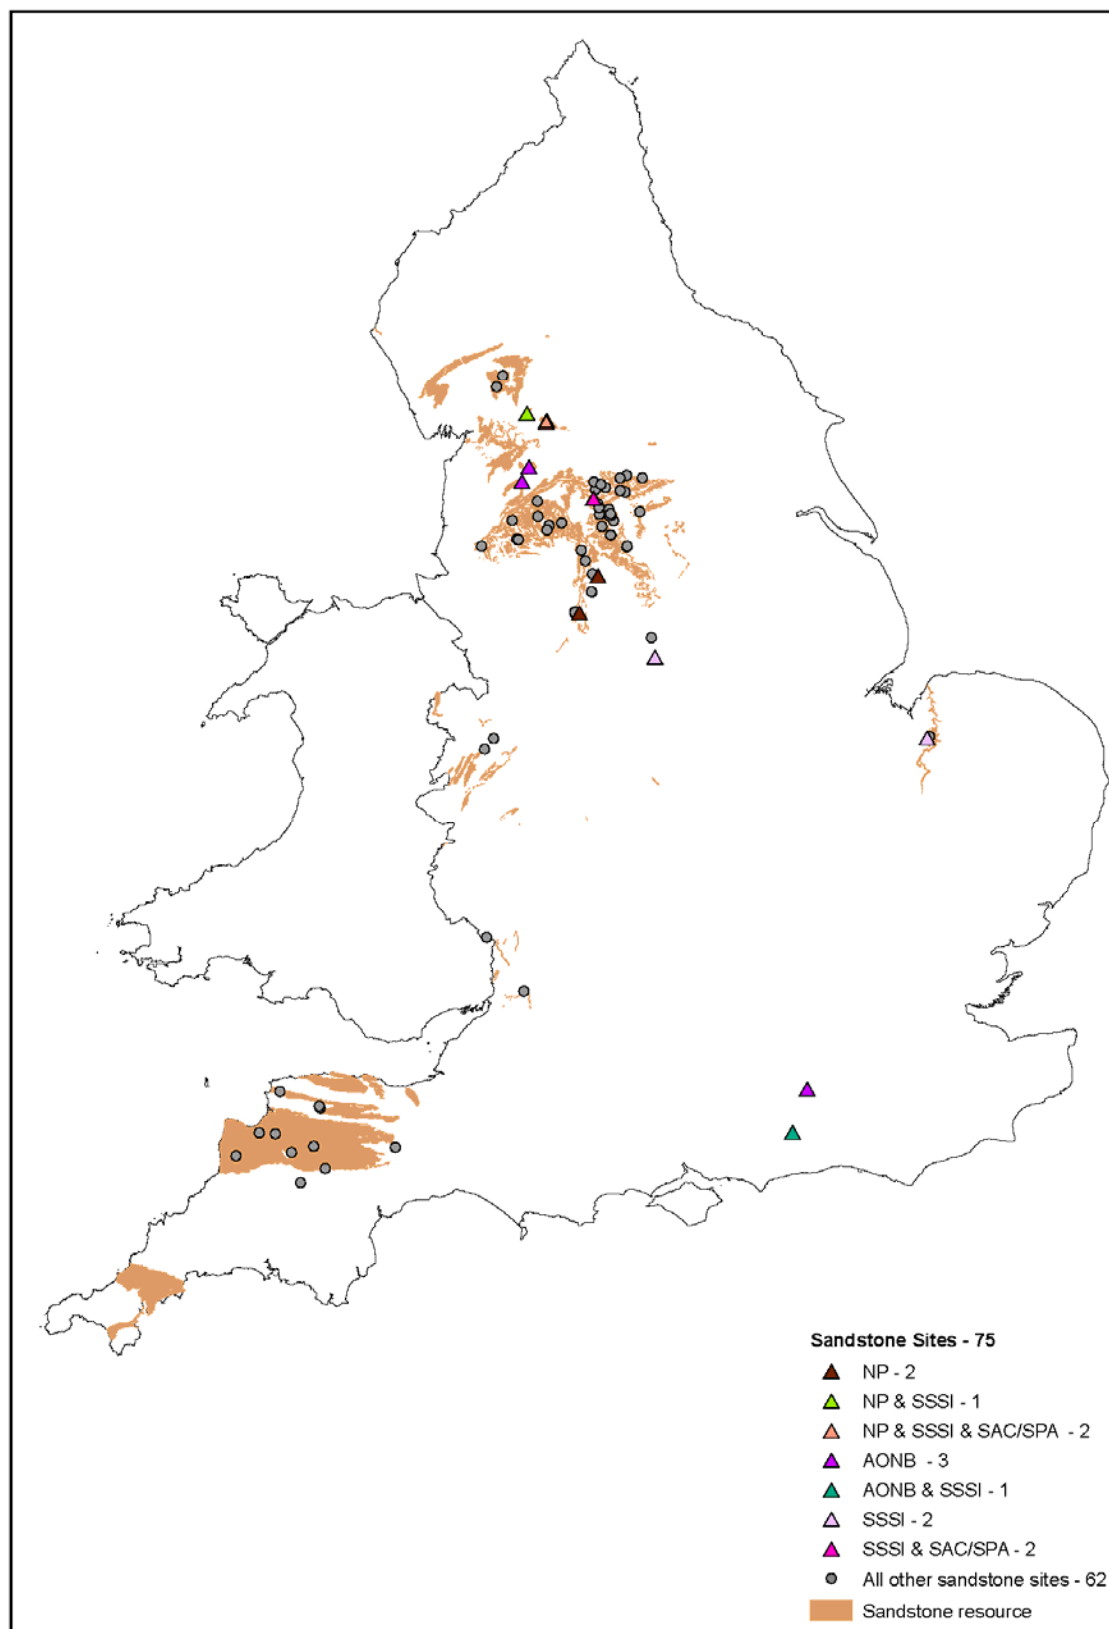 Sandstone Sites - 75
NP - 2
NP & SSSI - 1
NP & SSSI & SAC/SPA - 2
AONB - 3
AONB & SSSI - 1
SSSI - 2
SSSI & SAC/SPA - 2
All other sandstone sites - 62
Sandstone resource